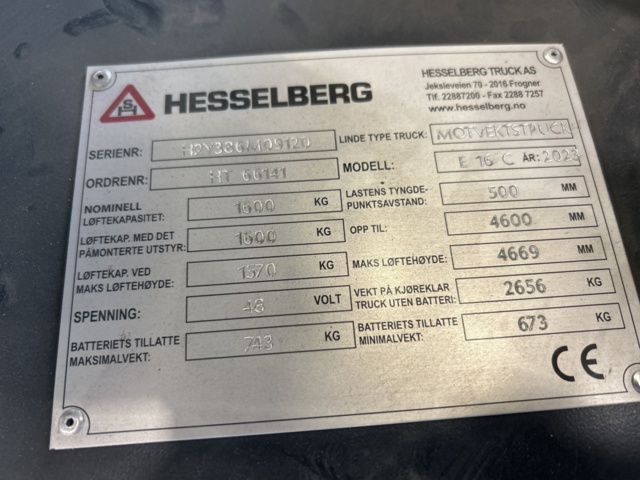 HESSELBERG
HESSELBERG TRUCK AS
Jeksleveien 70 - 2016 Frogner
Tlf. 22887200 - Fax 2288 7257
www.hesselberg.no
SERIENR:
LINDE TYPE TRUCK: MOTVEKTSTRUCK
ORDRENR: HT 66141
MODELL: E 16 C ÅR: 2023
NOMINELL LØFTEKAPASITET: 1600 KG
LASTENS TYNGDE-PUNKTSAVSTAND: 500 MM
LØFTEKAP. MED DET PÅMONTERTE UTSTYR: 1600 KG
OPP TIL: 4600 MM
LØFTEKAP. VED MAKS LØFTEHØYDE: 1570 KG
MAKS LØFTEHØYDE: 4669 MM
SPENNING: 48 VOLT
VEKT PÅ KJØREKLAR TRUCK UTEN BATTERI: 2656 KG
BATTERIETS TILLATTE MAKSIMALVEKT: 743 KG
BATTERIETS TILLATTE MINIMALVEKT: 673 KG
CE